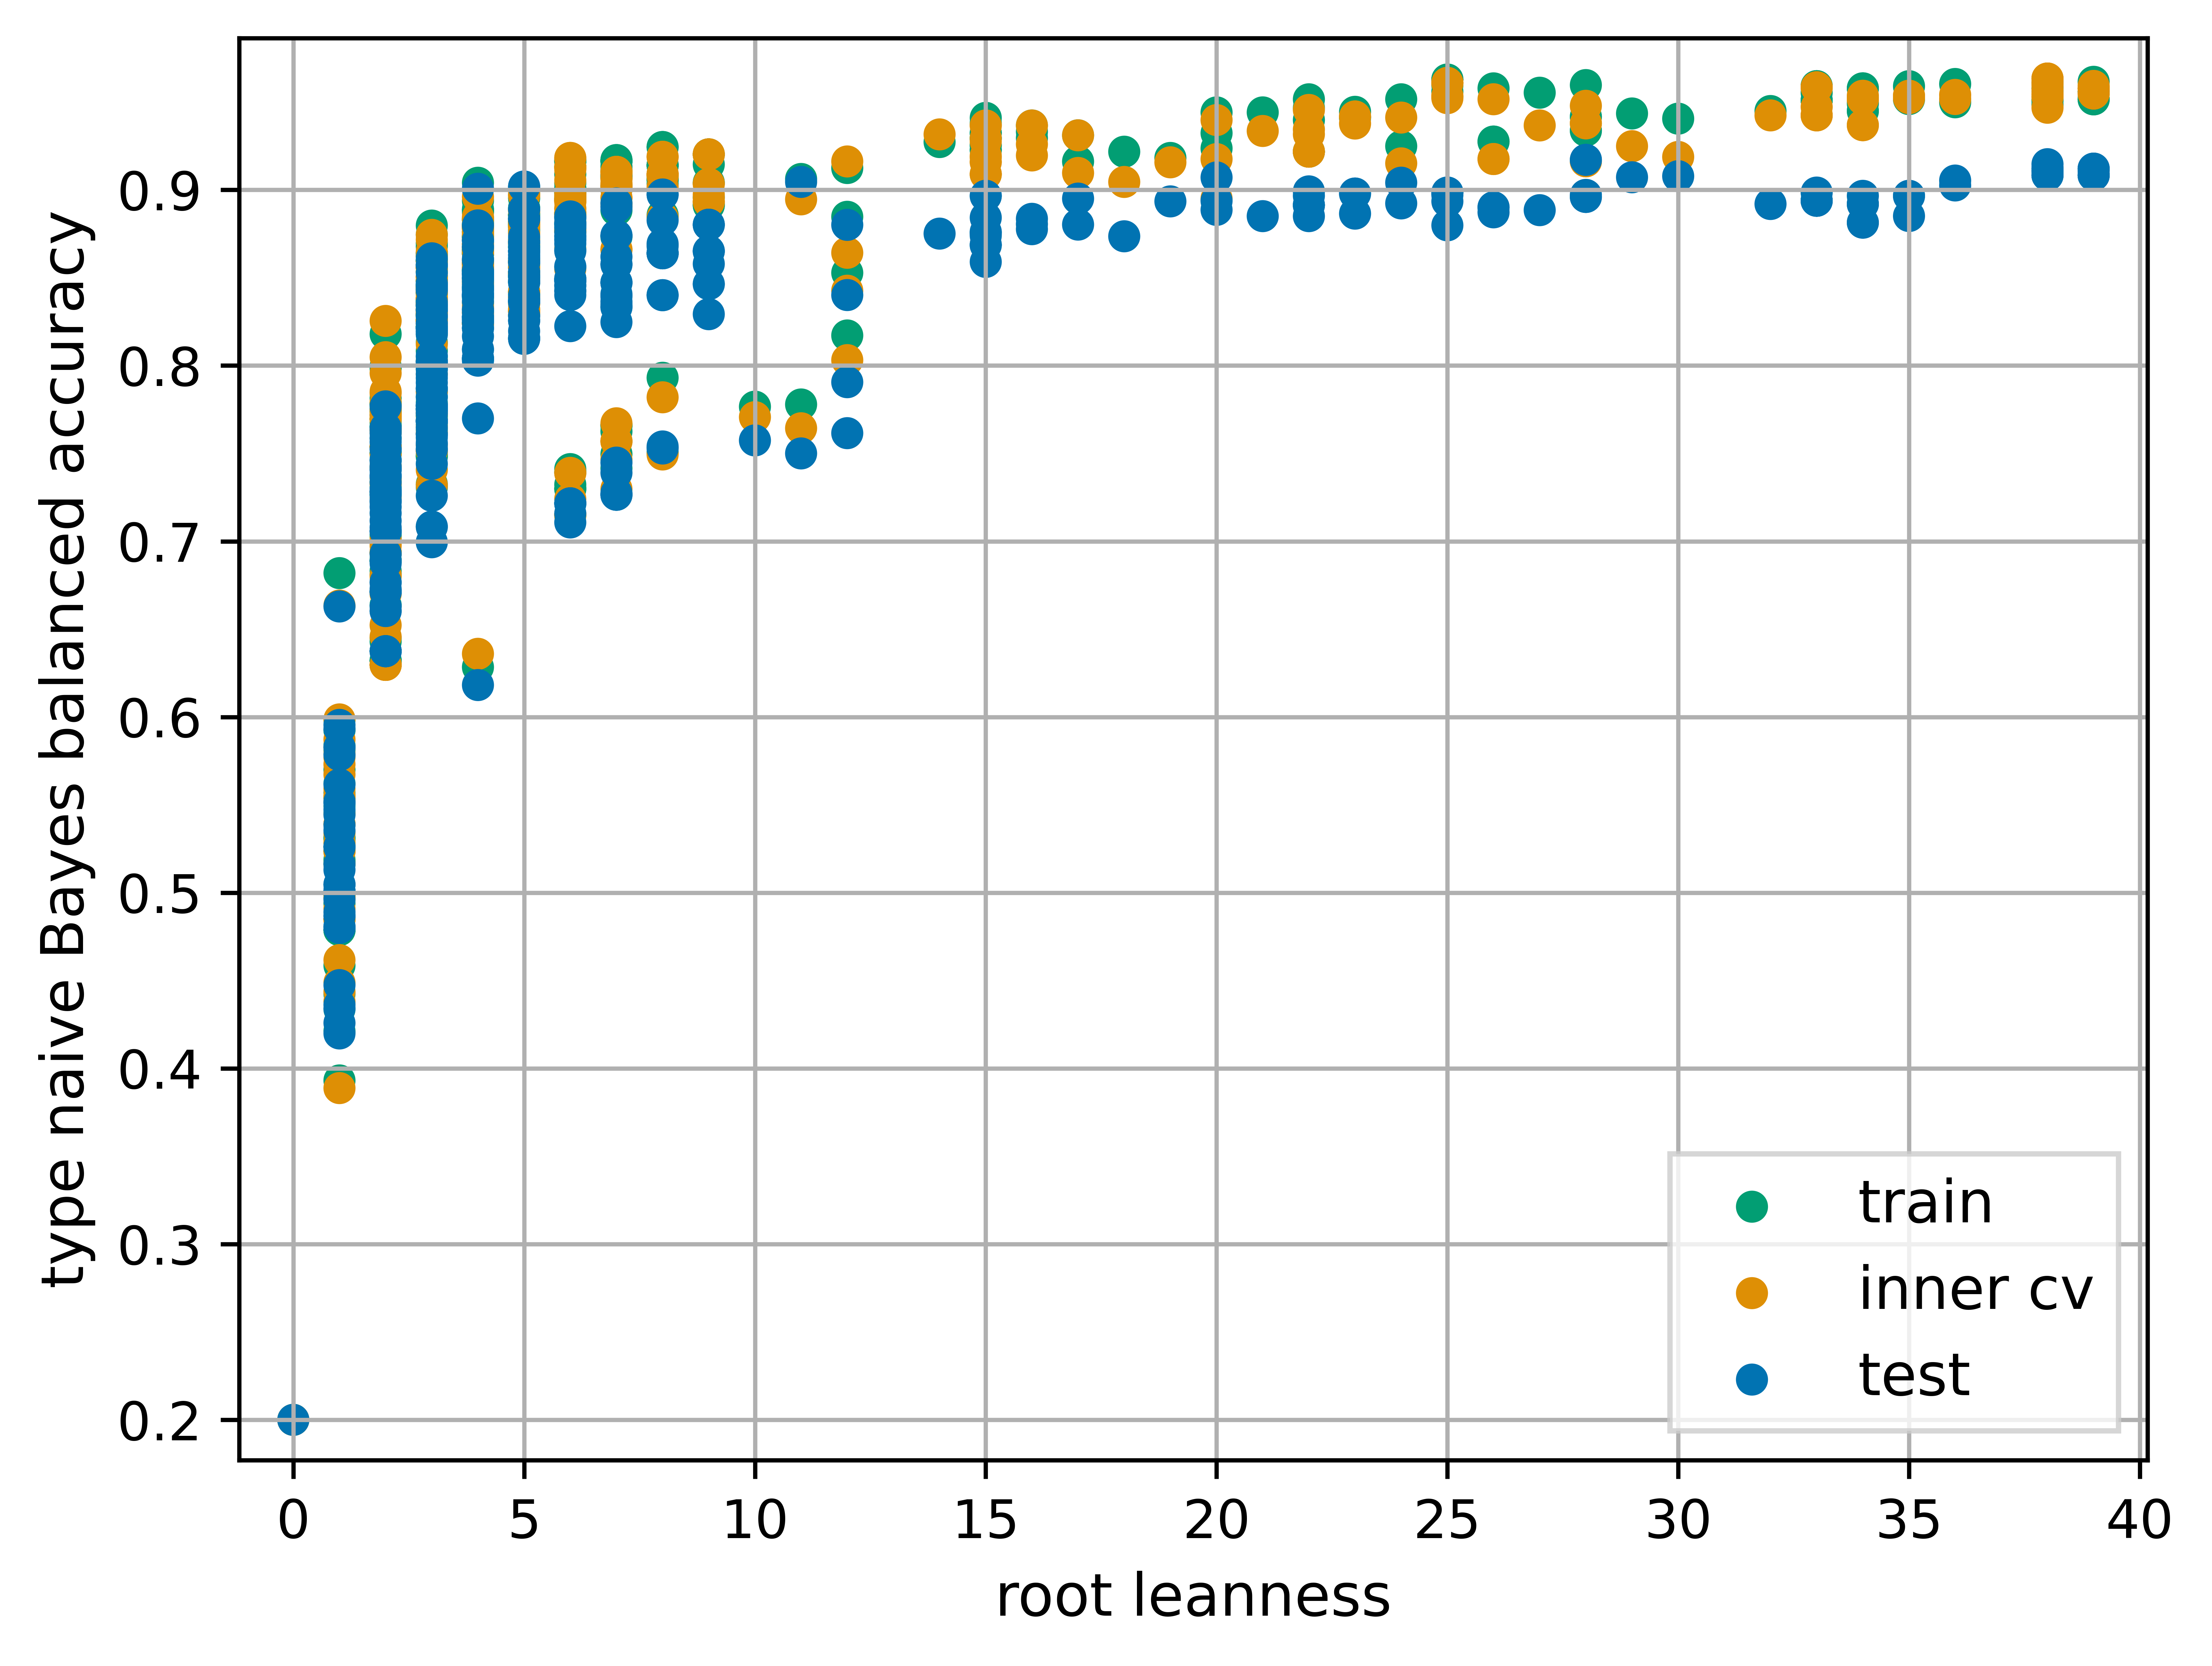 type naive Bayes balanced accuracy
0.9
0.8
0.7
0.6
0.5
0.4
0.3
0.2
0 5 10 15 20 25 30 35 40
root leanness
train
inner cv
test